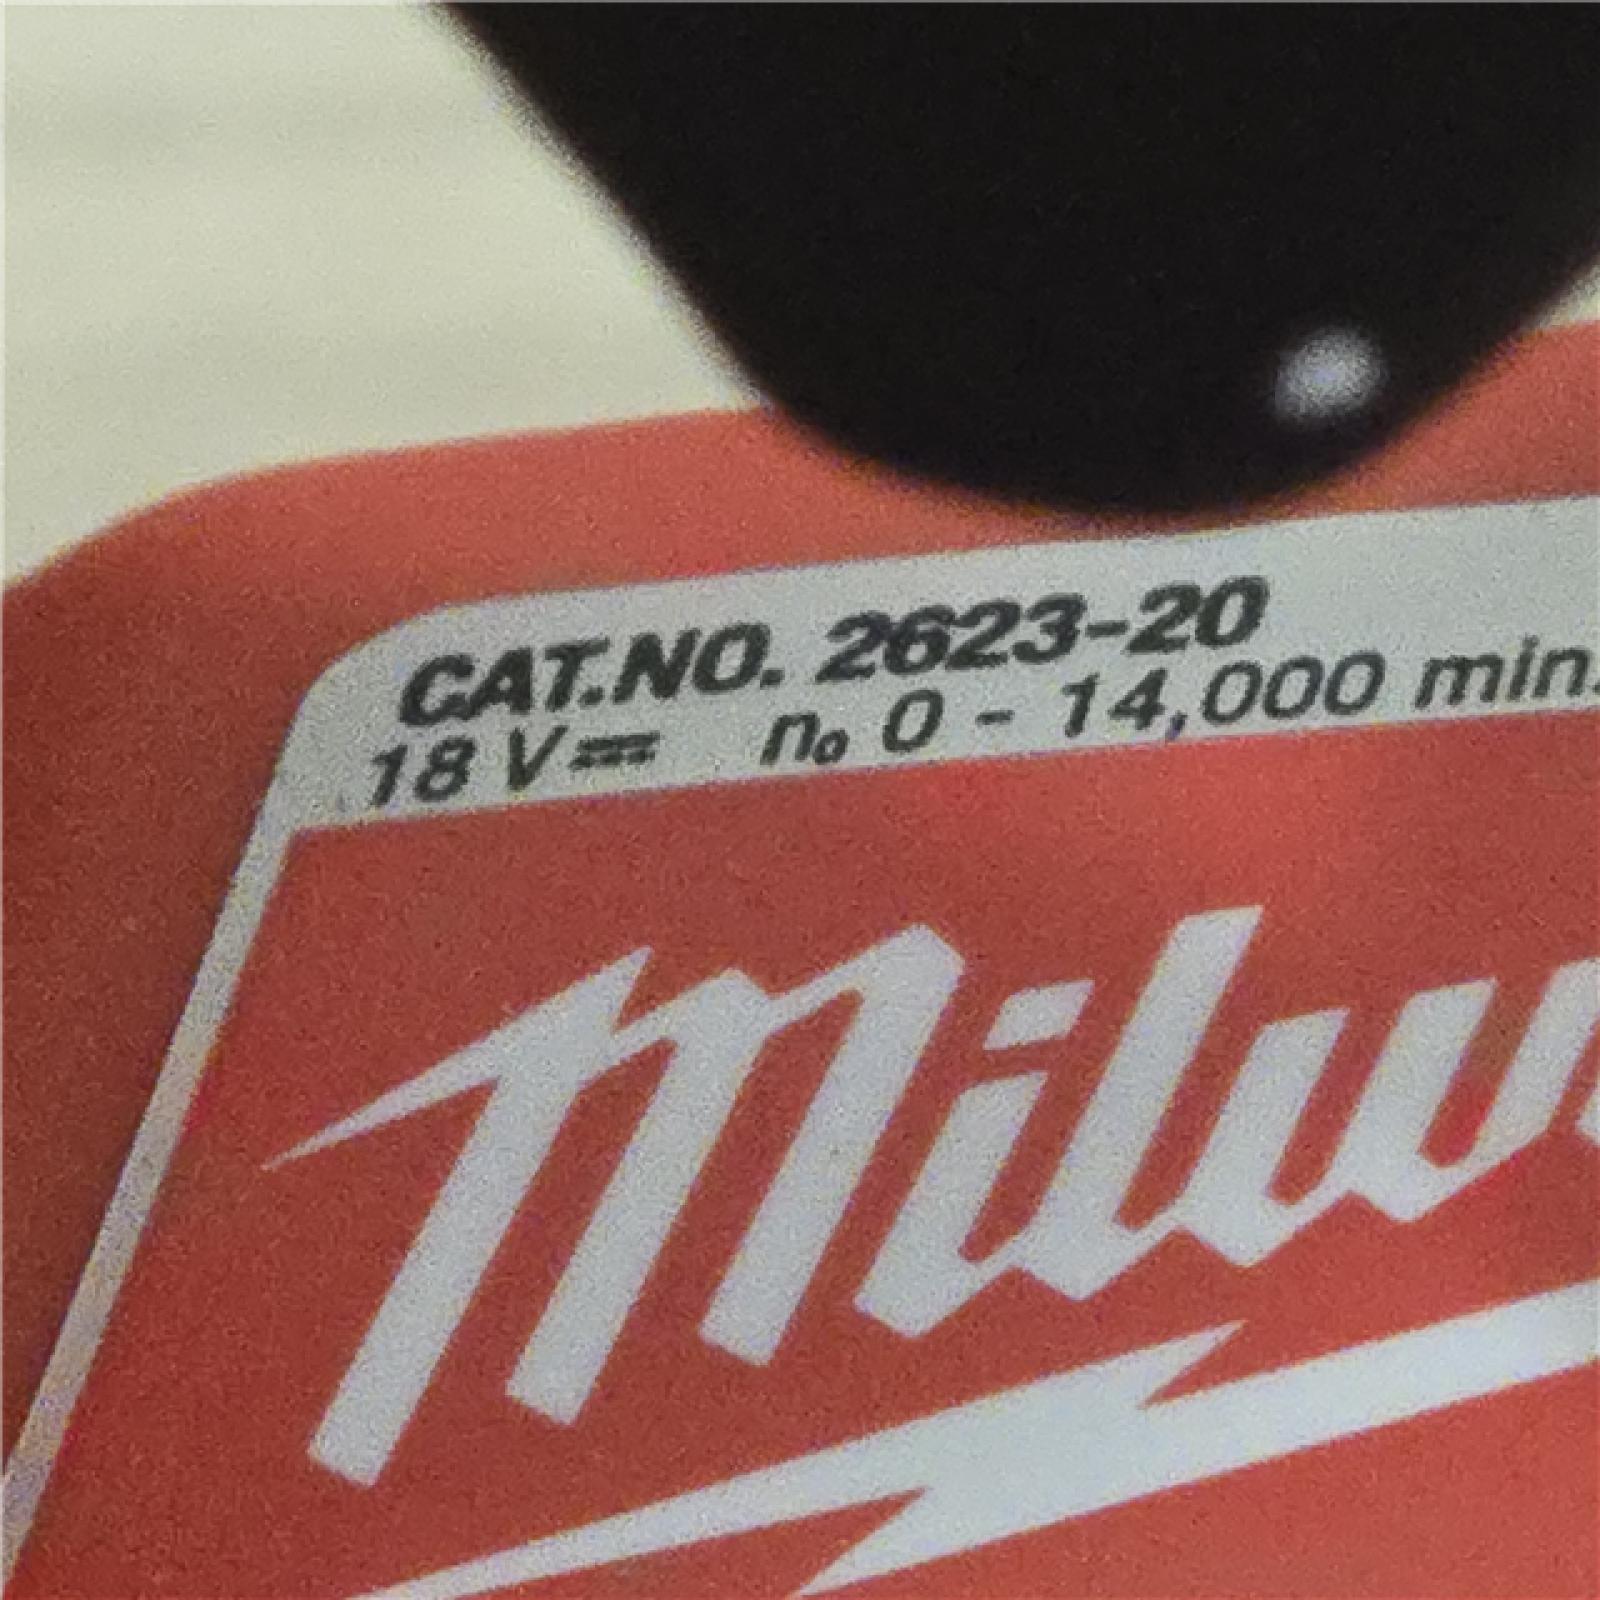 CAT.NO. 2623-20
18 V⎓ n₀ 0 - 14,000 min.
Milw